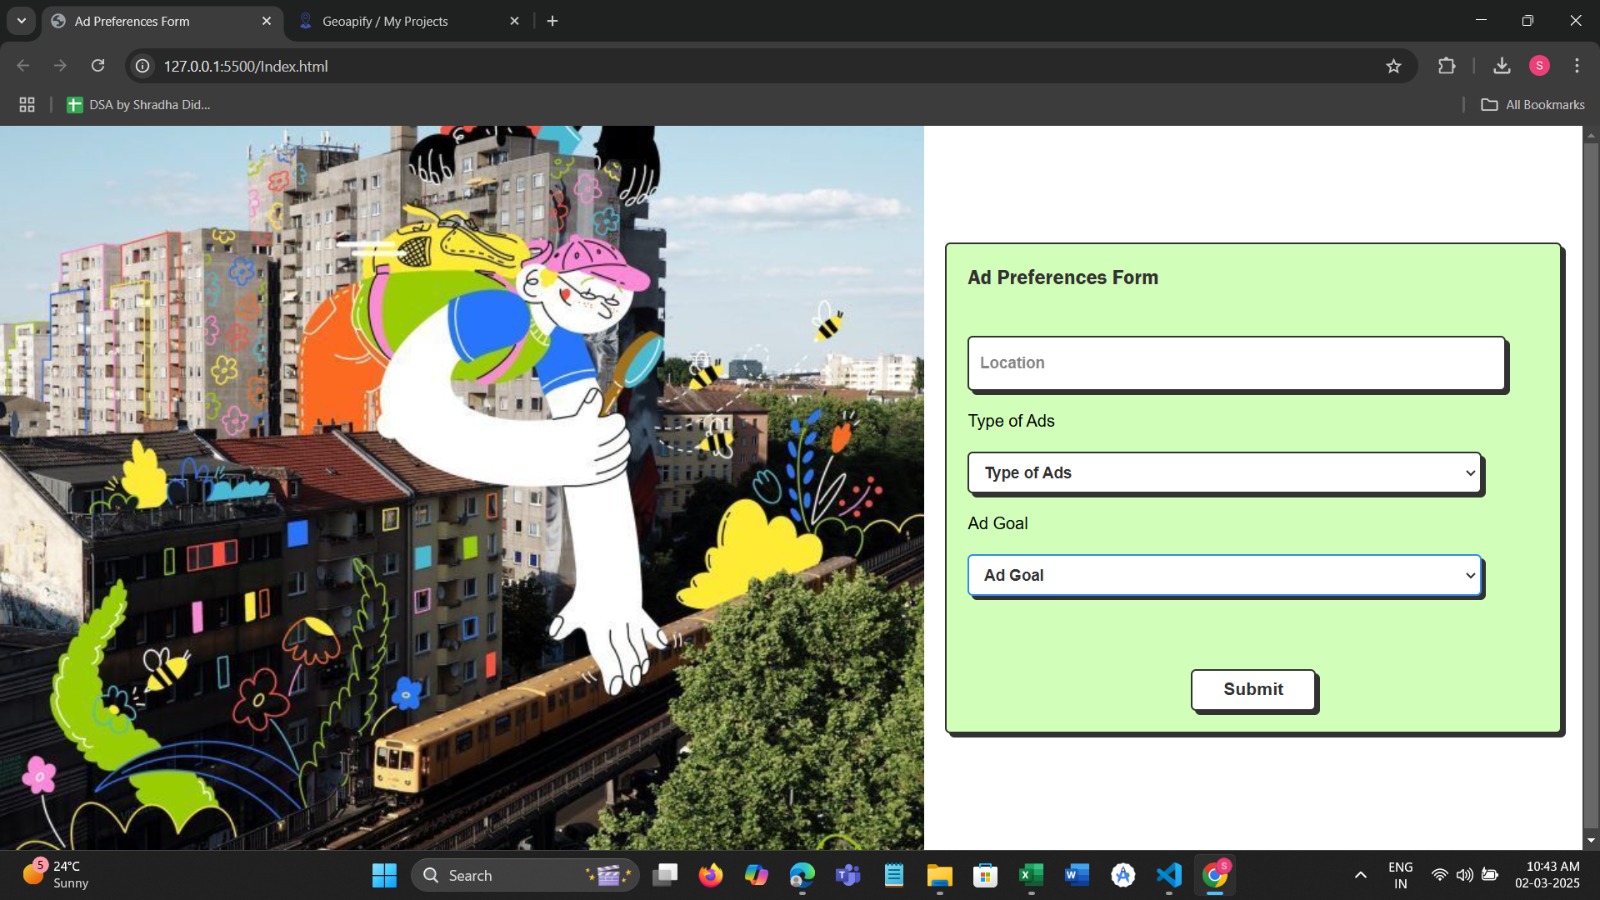 Ad Preferences Form
Geoapify / My Projects
127.0.0.1:5500/Index.html
S
DSA by Shradha Did...
All Bookmarks
Ad Preferences Form
Location
Type of Ads
Type of Ads
Ad Goal
Ad Goal
Submit
5
24°C
Sunny
Search
S
ENG
IN
10:43 AM
02-03-2025